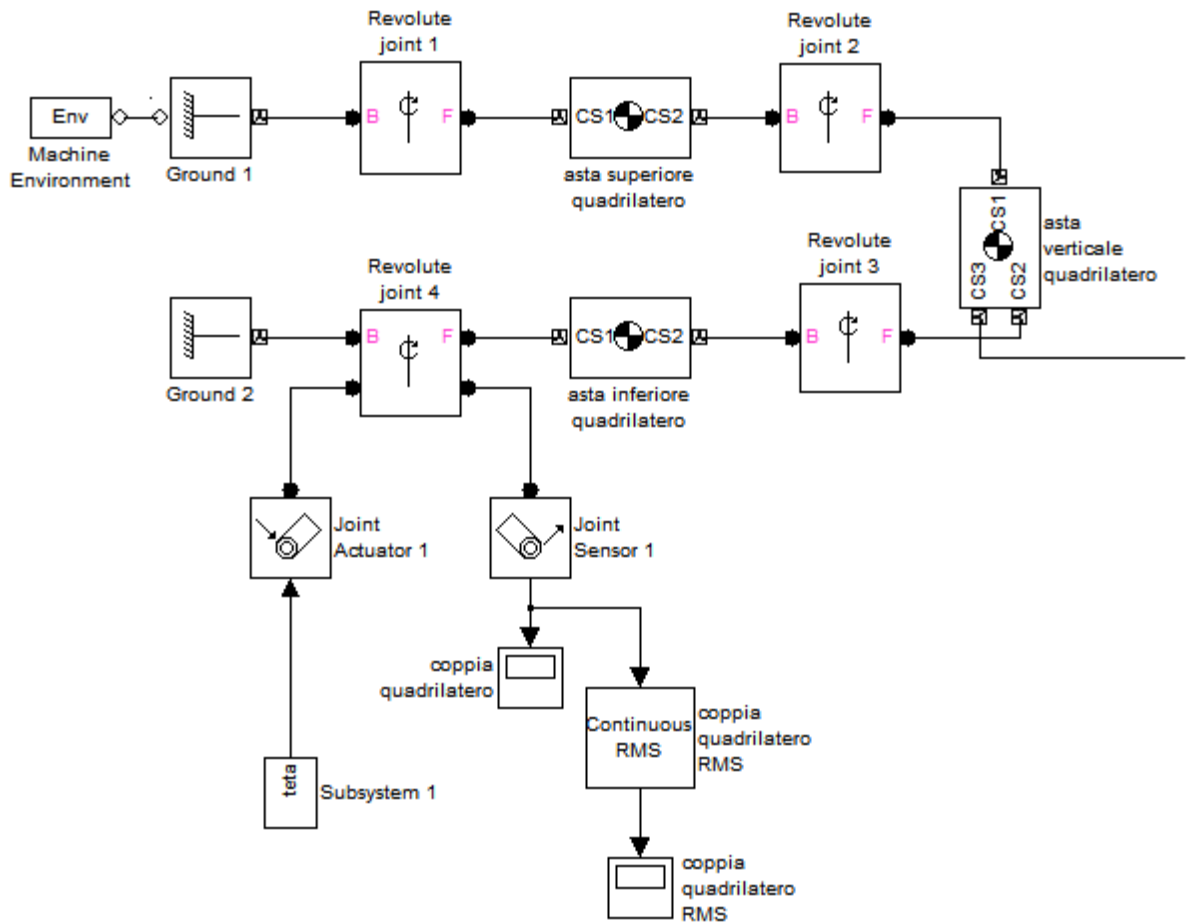 Revolute
joint 1
Revolute
joint 2
Env
B
F
CS1
CS2
B
F
Machine
Environment
Ground 1
asta superiore
quadrilatero
CS1
CS3
CS2
asta
verticale
quadrilatero
Revolute
joint 4
Revolute
joint 3
B
F
CS1
CS2
B
F
Ground 2
asta inferiore
quadrilatero
Joint
Actuator 1
Joint
Sensor 1
coppia
quadrilatero
Continuous
RMS
coppia
quadrilatero
RMS
teta
Subsystem 1
coppia
quadrilatero
RMS